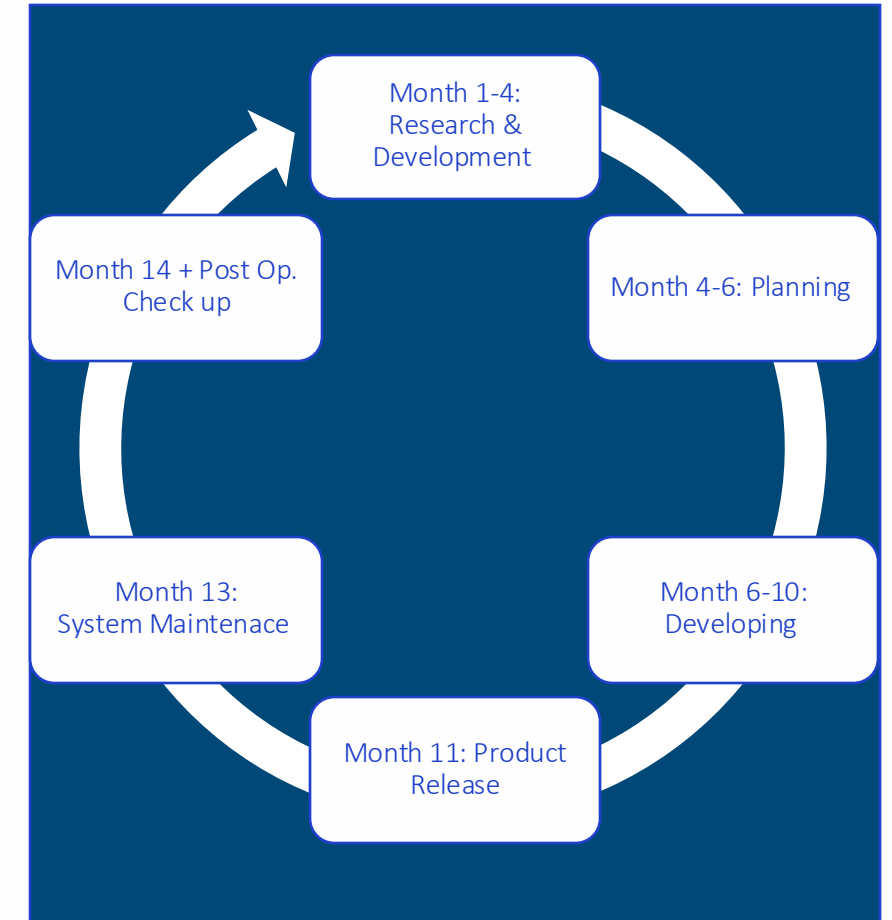 Month 1-4:
Research &
Development
Month 4-6: Planning
Month 6-10:
Developing
Month 11: Product
Release
Month 13:
System Maintenace
Month 14 + Post Op.
Check up